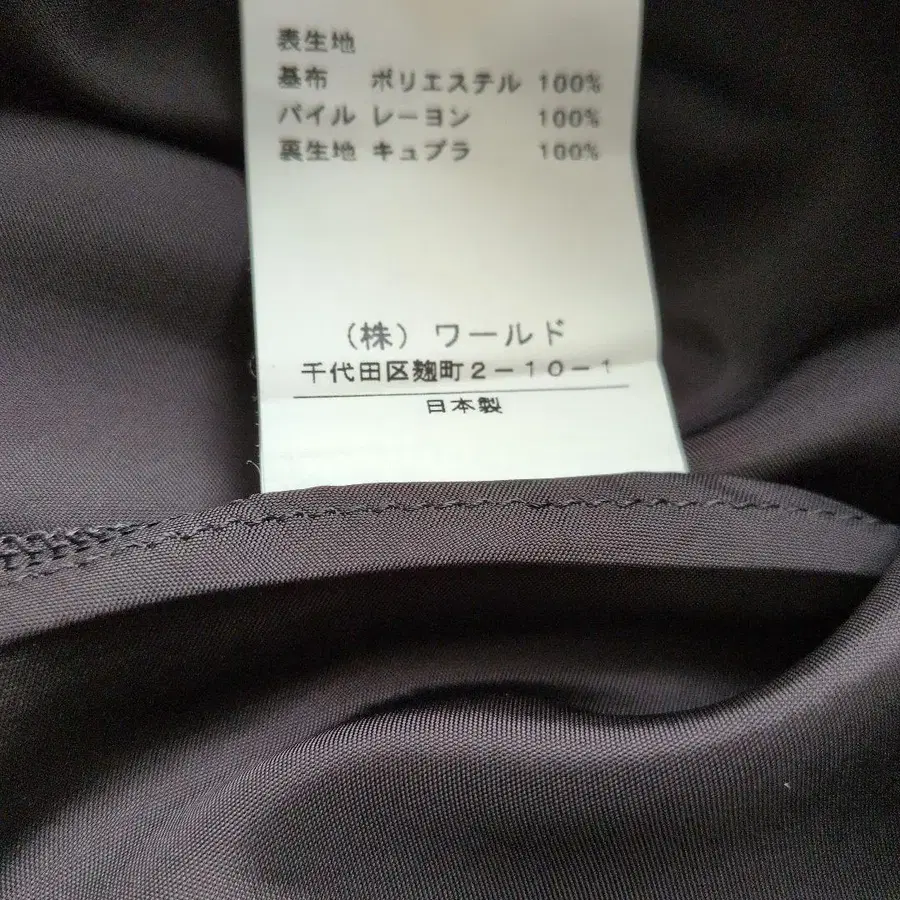 表生地
基布 ポリエステル 100%
パイル レーヨン 100%
裏生地 キュプラ 100%
(株) ワールド
千代田区麹町2-10-1
日本製